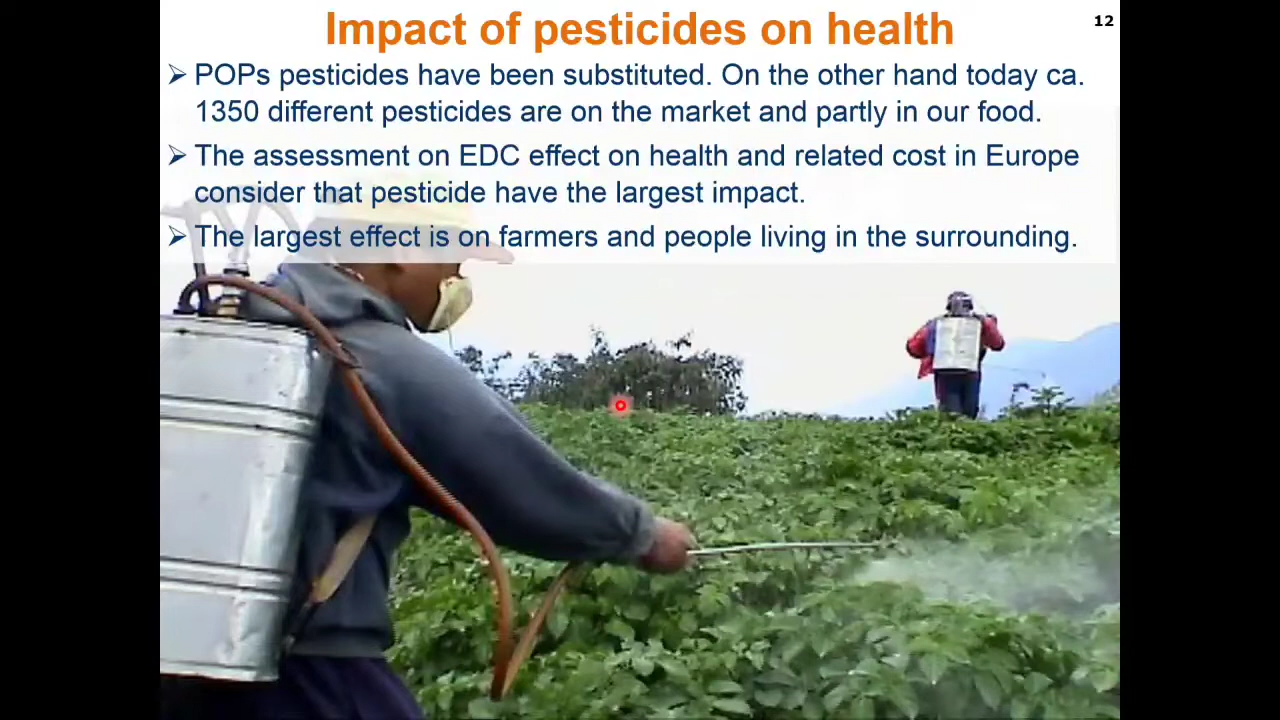 Impact of pesticides on health
12
➢ POPs pesticides have been substituted. On the other hand today ca.
1350 different pesticides are on the market and partly in our food.
➢ The assessment on EDC effect on health and related cost in Europe
consider that pesticide have the largest impact.
➢ The largest effect is on farmers and people living in the surrounding.